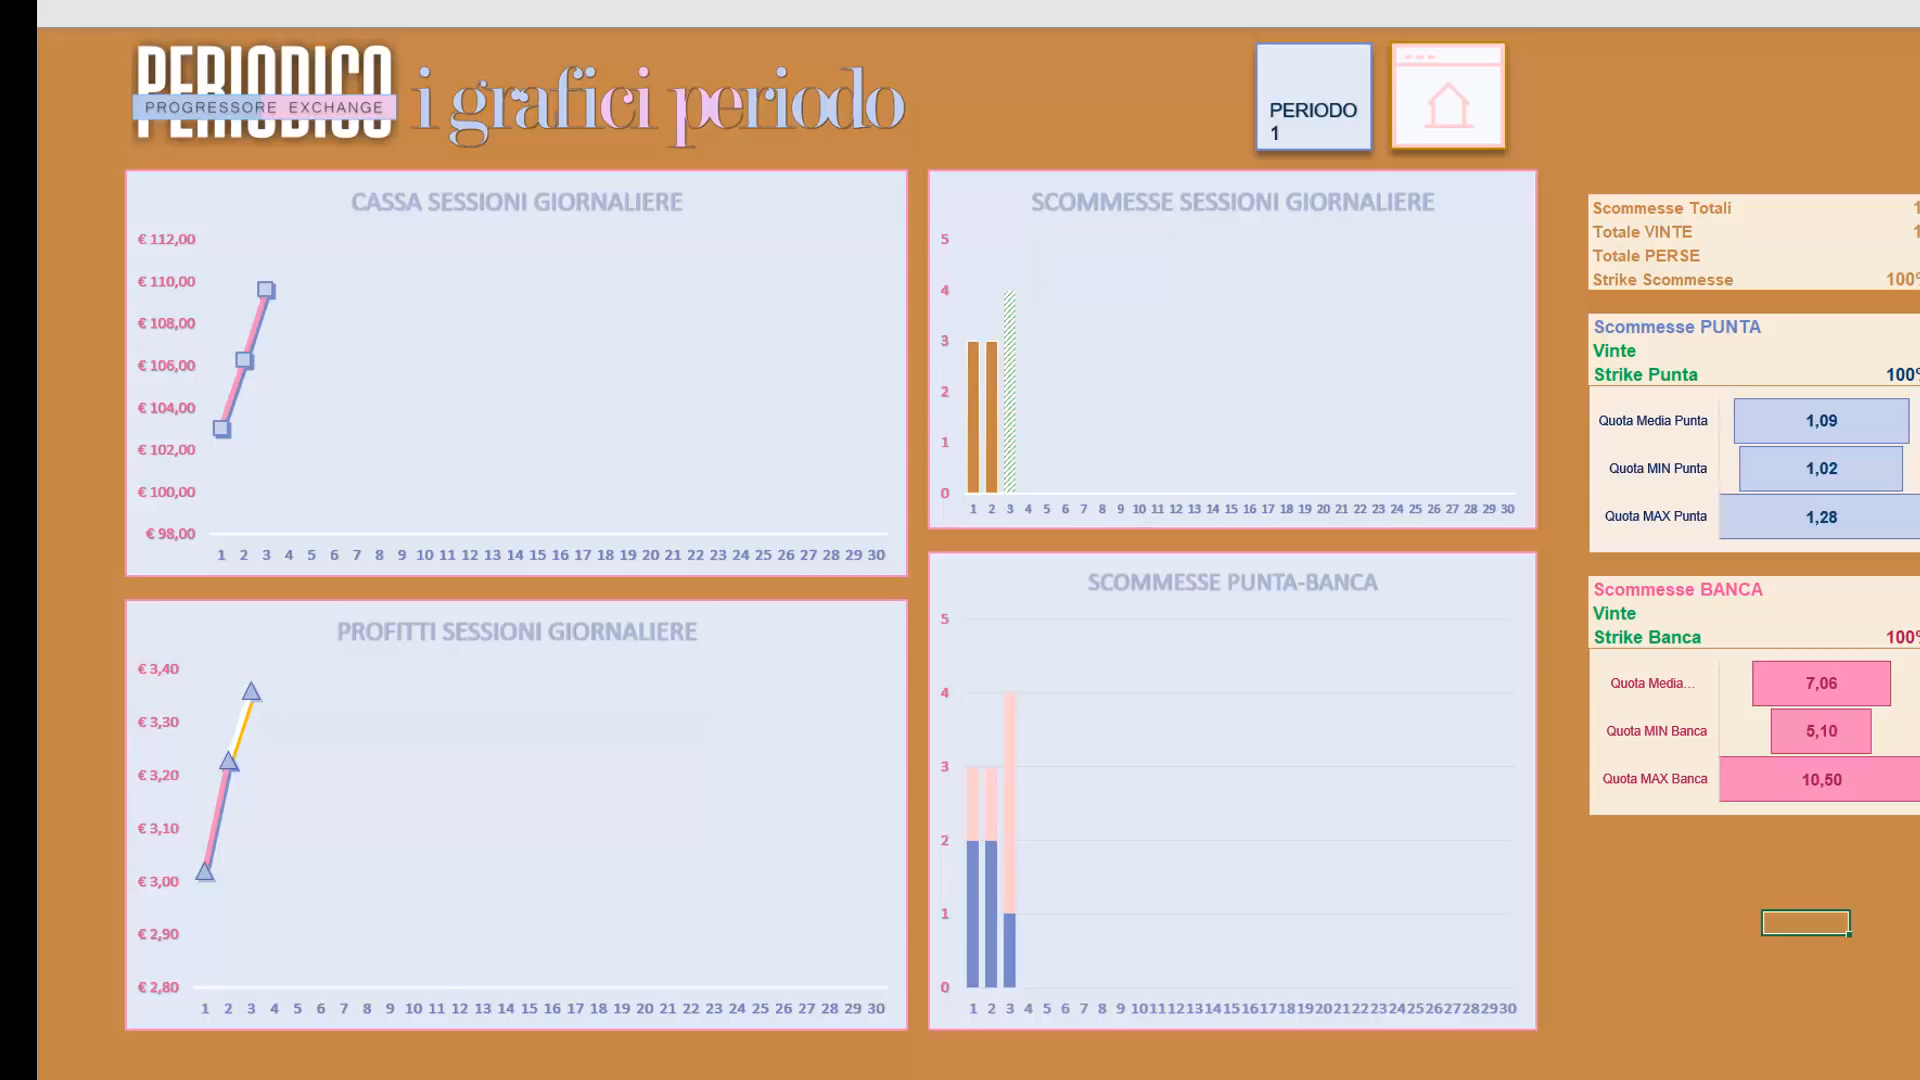 PERIODICO
PROGRESSORE EXCHANGE
i grafici periodo
PERIODO
1
CASSA SESSIONI GIORNALIERE
€ 112,00
€ 110,00
€ 108,00
€ 106,00
€ 104,00
€ 102,00
€ 100,00
€ 98,00
1 2 3 4 5 6 7 8 9 10 11 12 13 14 15 16 17 18 19 20 21 22 23 24 25 26 27 28 29 30
PROFITTI SESSIONI GIORNALIERE
€ 3,40
€ 3,30
€ 3,20
€ 3,10
€ 3,00
€ 2,90
€ 2,80
1 2 3 4 5 6 7 8 9 10 11 12 13 14 15 16 17 18 19 20 21 22 23 24 25 26 27 28 29 30
SCOMMESSE SESSIONI GIORNALIERE
5
4
3
2
1
0
1 2 3 4 5 6 7 8 9 10 11 12 13 14 15 16 17 18 19 20 21 22 23 24 25 26 27 28 29 30
SCOMMESSE PUNTA-BANCA
5
4
3
2
1
0
1 2 3 4 5 6 7 8 9 10 11 12 13 14 15 16 17 18 19 20 21 22 23 24 25 26 27 28 29 30
Scommesse Totali
Totale VINTE
Totale PERSE
Strike Scommesse 100%
Scommesse PUNTA
Vinte
Strike Punta 100%
Quota Media Punta 1,09
Quota MIN Punta 1,02
Quota MAX Punta 1,28
Scommesse BANCA
Vinte
Strike Banca 100%
Quota Media... 7,06
Quota MIN Banca 5,10
Quota MAX Banca 10,50